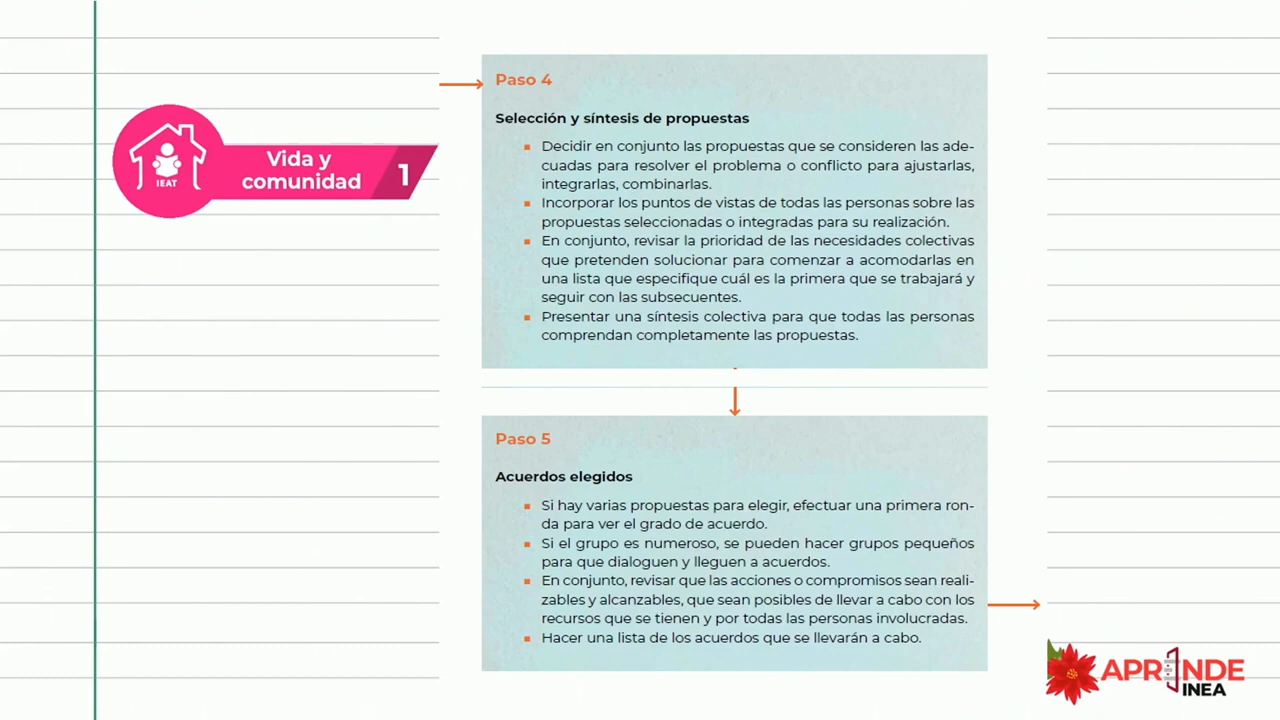 Vida y
comunidad
1
IEAT
Paso 4
Selección y síntesis de propuestas
▪ Decidir en conjunto las propuestas que se consideren las ade-
cuadas para resolver el problema o conflicto para ajustarlas,
integrarlas, combinarlas.
▪ Incorporar los puntos de vistas de todas las personas sobre las
propuestas seleccionadas o integradas para su realización.
▪ En conjunto, revisar la prioridad de las necesidades colectivas
que pretenden solucionar para comenzar a acomodarlas en
una lista que especifique cuál es la primera que se trabajará y
seguir con las subsecuentes.
▪ Presentar una síntesis colectiva para que todas las personas
comprendan completamente las propuestas.
Paso 5
Acuerdos elegidos
▪ Si hay varias propuestas para elegir, efectuar una primera ron-
da para ver el grado de acuerdo.
▪ Si el grupo es numeroso, se pueden hacer grupos pequeños
para que dialoguen y lleguen a acuerdos.
▪ En conjunto, revisar que las acciones o compromisos sean reali-
zables y alcanzables, que sean posibles de llevar a cabo con los
recursos que se tienen y por todas las personas involucradas.
▪ Hacer una lista de los acuerdos que se llevarán a cabo.
APRENDE
INEA